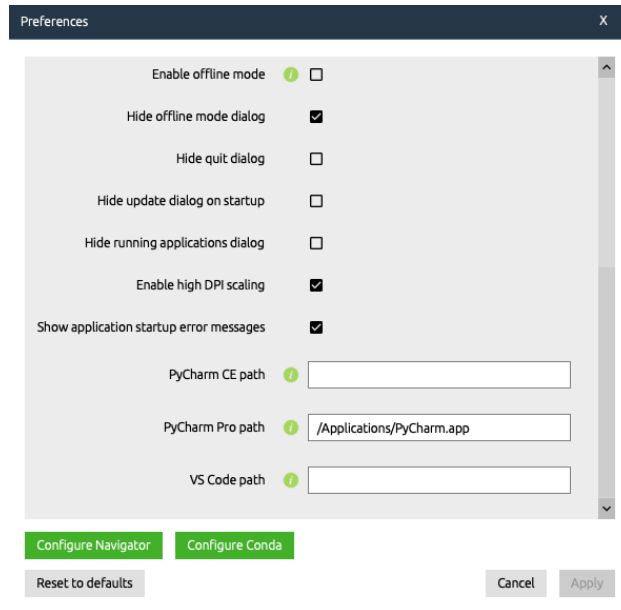 Preferences X
Enable offline mode i
Hide offline mode dialog
Hide quit dialog
Hide update dialog on startup
Hide running applications dialog
Enable high DPI scaling
Show application startup error messages
PyCharm CE path i
PyCharm Pro path i /Applications/PyCharm.app
VS Code path i
Configure Navigator Configure Conda
Reset to defaults Cancel Apply